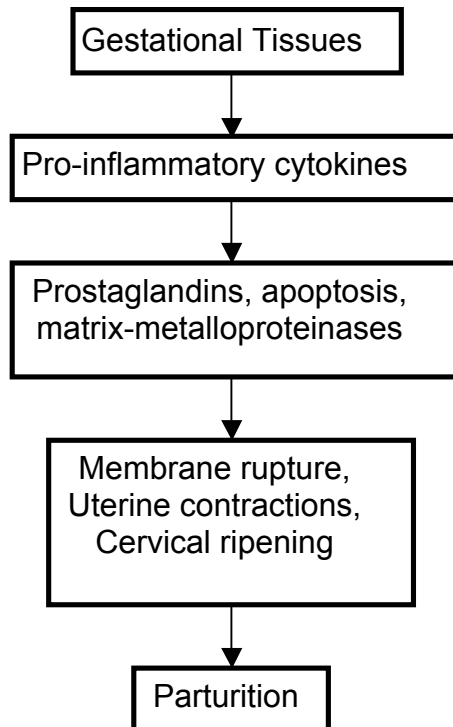 Gestational Tissues
Pro-inflammatory cytokines
Prostaglandins, apoptosis,
matrix-metalloproteinases
Membrane rupture,
Uterine contractions,
Cervical ripening
Parturition